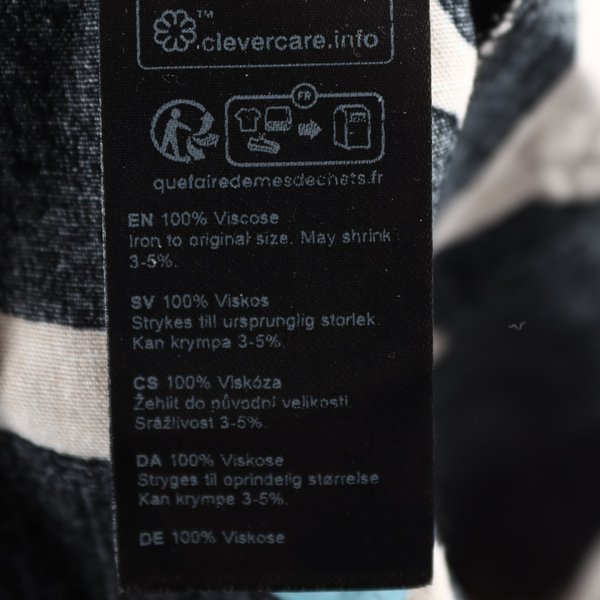 TM
.clevercare.info
FR
quefairedemesdechets.fr
EN 100% Viscose
Iron to original size. May shrink
3-5%.
SV 100% Viskos
Strykes till ursprunglig storlek.
Kan krympa 3-5%.
CS 100% Viskóza
Žehlit do původní velikosti.
Srážlivost 3-5%.
DA 100% Viskose
Stryges til oprindelig størrelse
Kan krympe 3-5%.
DE 100% Viskose